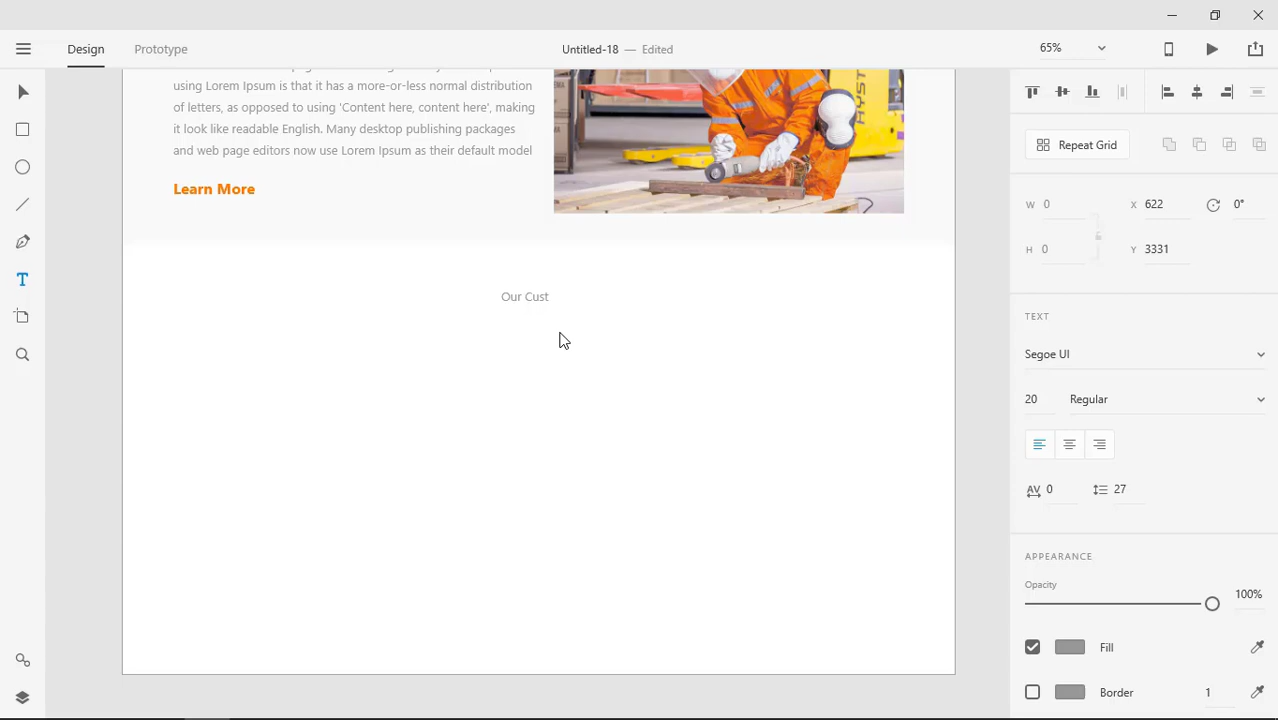 Design
Prototype
Untitled-18 — Edited
65%
using Lorem Ipsum is that it has a more-or-less normal distribution
of letters, as opposed to using 'Content here, content here', making
it look like readable English. Many desktop publishing packages
and web page editors now use Lorem Ipsum as their default model
Learn More
HYST
Our Cust
Repeat Grid
W 0
X 622
0°
H 0
Y 3331
TEXT
Segoe UI
20
Regular
AV 0
27
APPEARANCE
Opacity
100%
Fill
Border
1
T